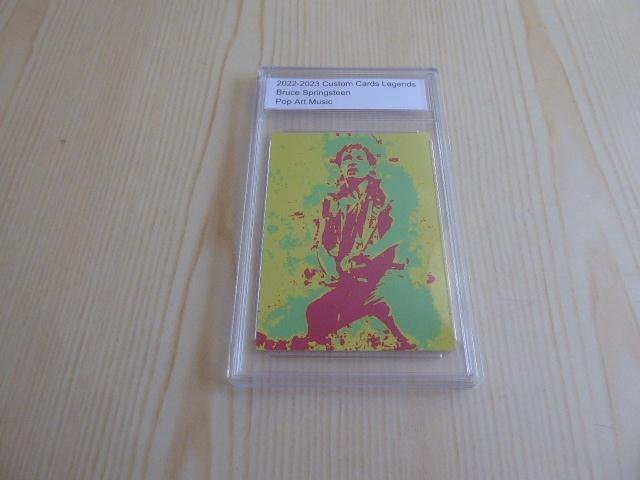 2022-2023 Custom Cards Legends
Bruce Springsteen
Pop Art Music